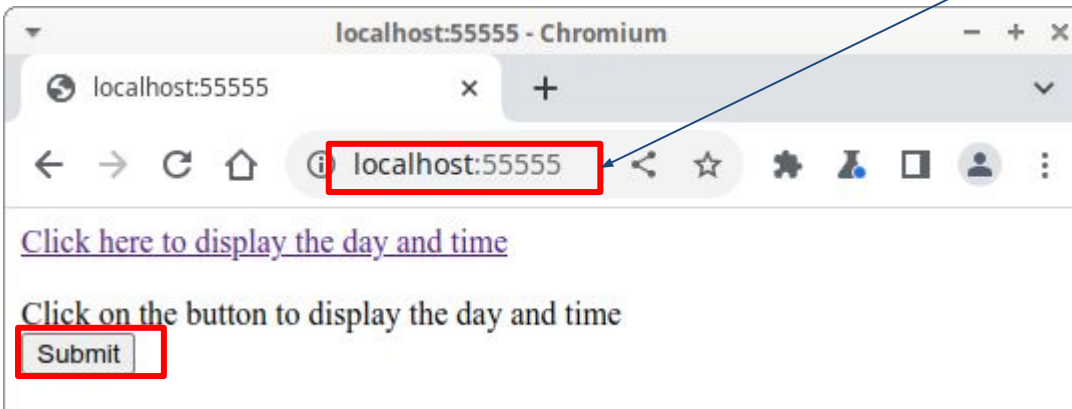 localhost:55555 - Chromium
localhost:55555
localhost:55555
Click here to display the day and time
Click on the button to display the day and time
Submit